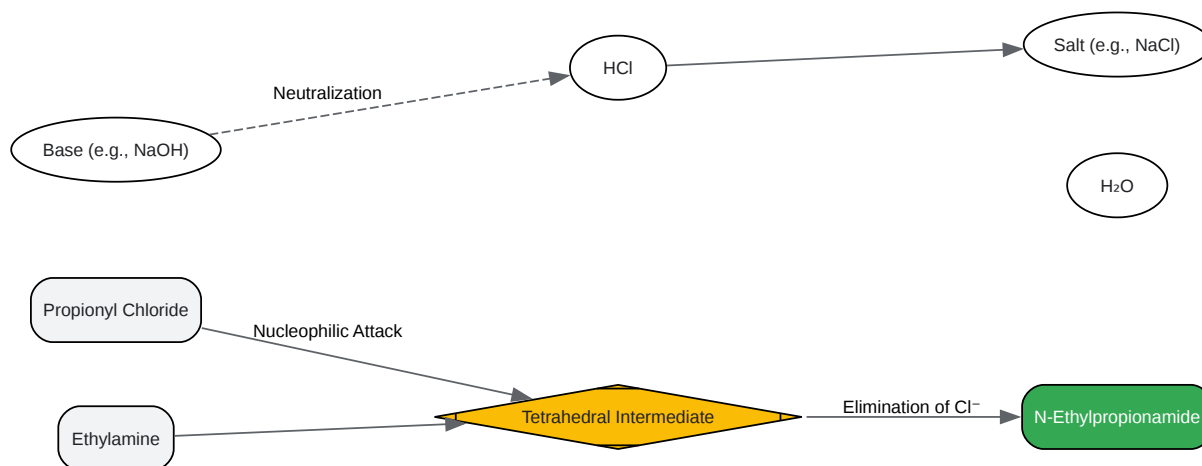 Salt (e.g., NaCl)
HCl
Neutralization
Base (e.g., NaOH)
H₂O
Propionyl Chloride
Nucleophilic Attack
Elimination of Cl⁻
Tetrahedral Intermediate
N-Ethylpropionamide
Ethylamine